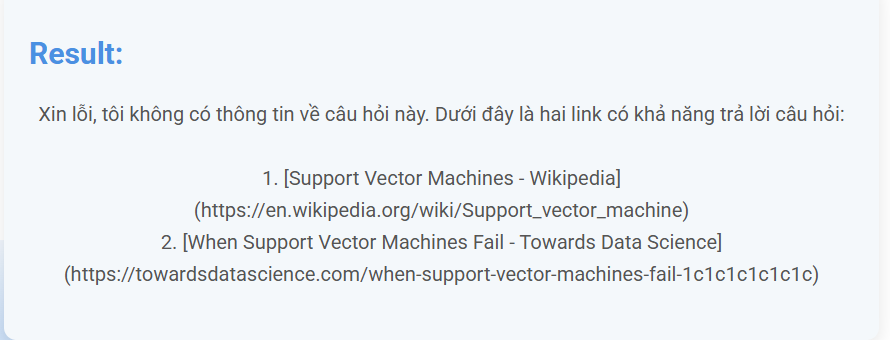 Result:
Xin lỗi, tôi không có thông tin về câu hỏi này. Dưới đây là hai link có khả năng trả lời câu hỏi:
1. [Support Vector Machines - Wikipedia]
(https://en.wikipedia.org/wiki/Support_vector_machine)
2. [When Support Vector Machines Fail - Towards Data Science]
(https://towardsdatascience.com/when-support-vector-machines-fail-1c1c1c1c1c1c)